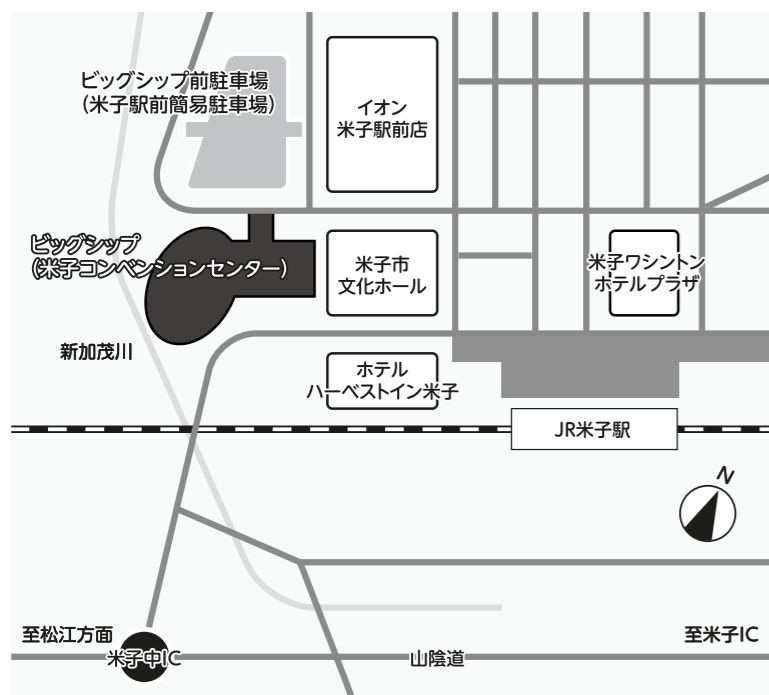 ビッグシップ前駐車場
(米子駅前簡易駐車場)
イオン
米子駅前店
ビッグシップ
(米子コンベンションセンター)
米子市
文化ホール
米子ワシントン
ホテルプラザ
新加茂川
ホテル
ハーベストイン米子
JR米子駅
N
至松江方面
米子中IC
山陰道
至米子IC